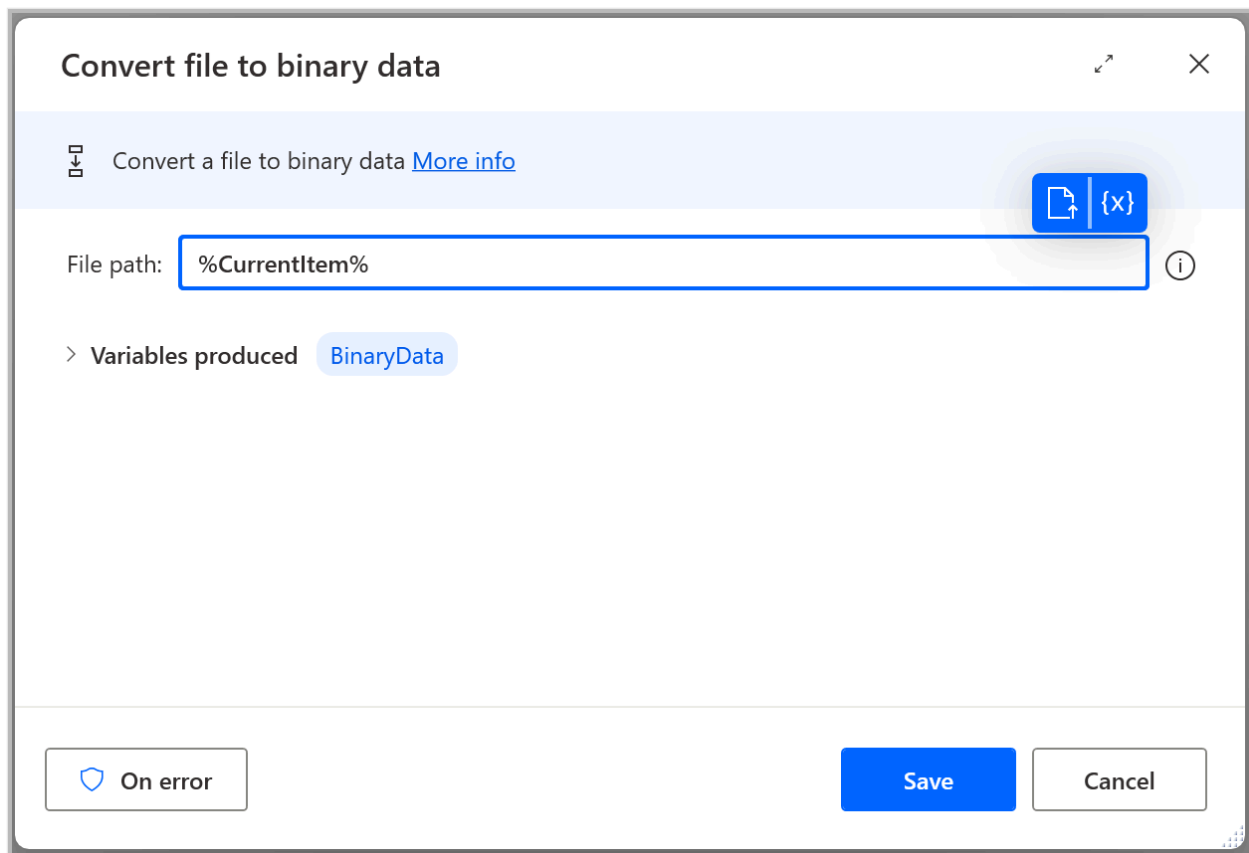 Convert file to binary data
Convert a file to binary data More info
{x}
File path: %CurrentItem%
Variables produced BinaryData
On error Save Cancel